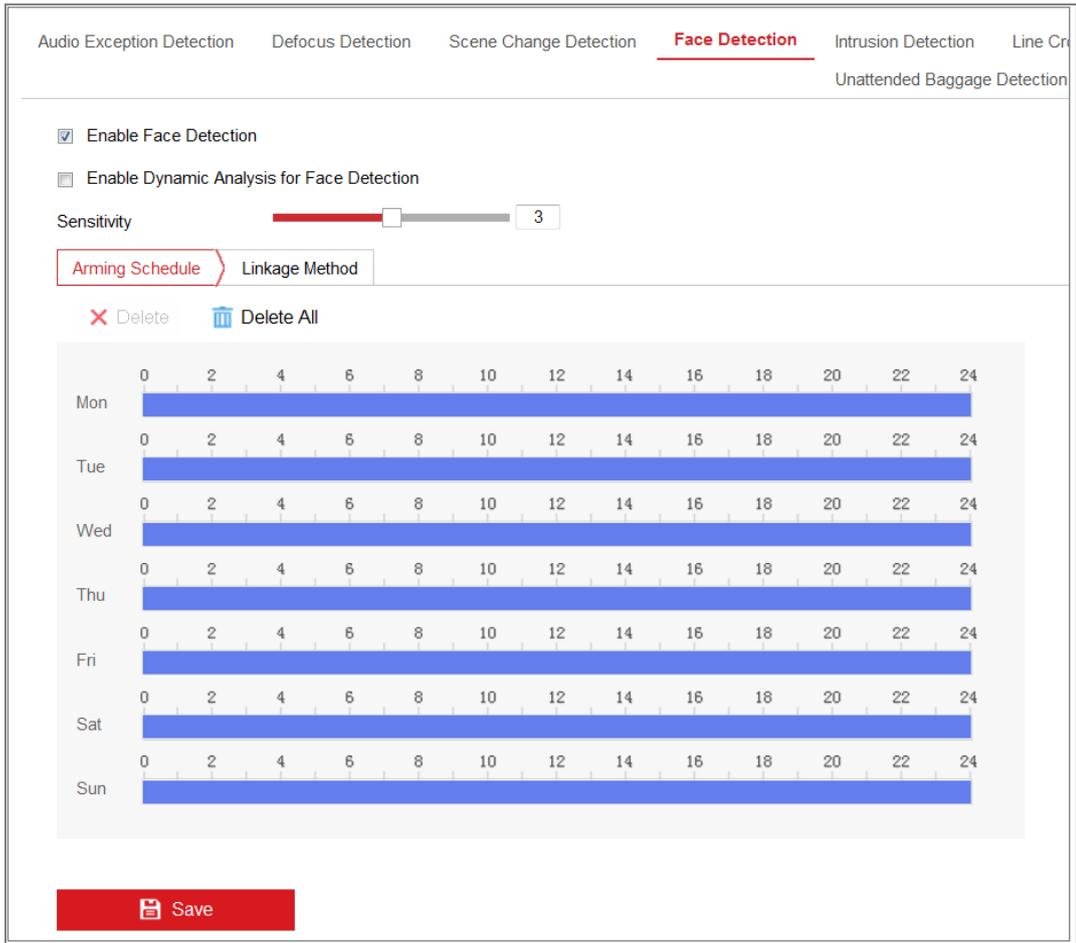 Audio Exception Detection Defocus Detection Scene Change Detection Face Detection Intrusion Detection Line Cro
Unattended Baggage Detection
Enable Face Detection
Enable Dynamic Analysis for Face Detection
Sensitivity 3
Arming Schedule Linkage Method
Delete Delete All
0 2 4 6 8 10 12 14 16 18 20 22 24
Mon
0 2 4 6 8 10 12 14 16 18 20 22 24
Tue
0 2 4 6 8 10 12 14 16 18 20 22 24
Wed
0 2 4 6 8 10 12 14 16 18 20 22 24
Thu
0 2 4 6 8 10 12 14 16 18 20 22 24
Fri
0 2 4 6 8 10 12 14 16 18 20 22 24
Sat
0 2 4 6 8 10 12 14 16 18 20 22 24
Sun
Save